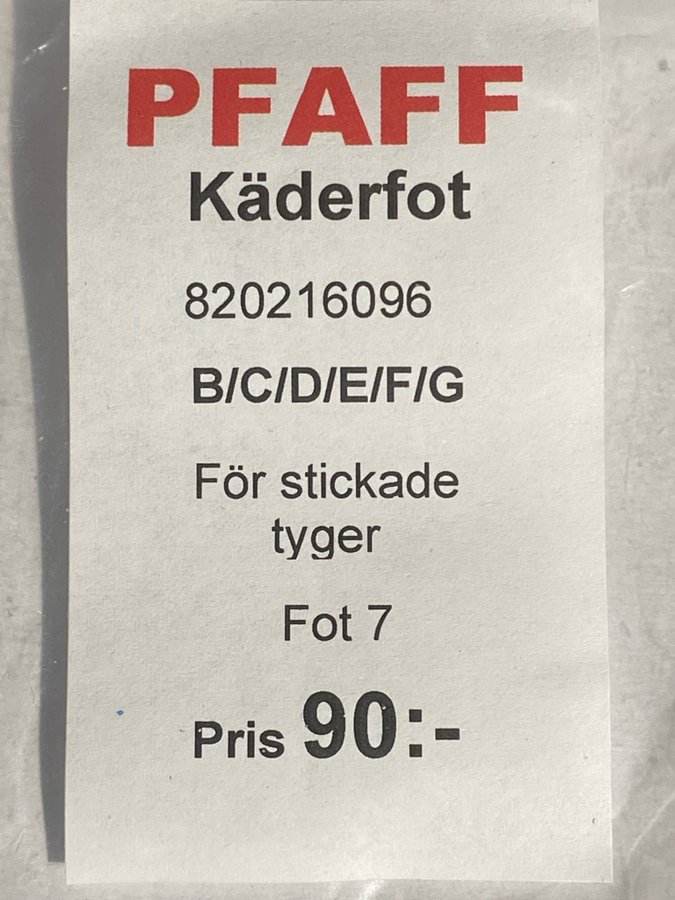 PFAFF
Käderfot
820216096
B/C/D/E/F/G
För stickade
tyger
Fot 7
Pris 90:-